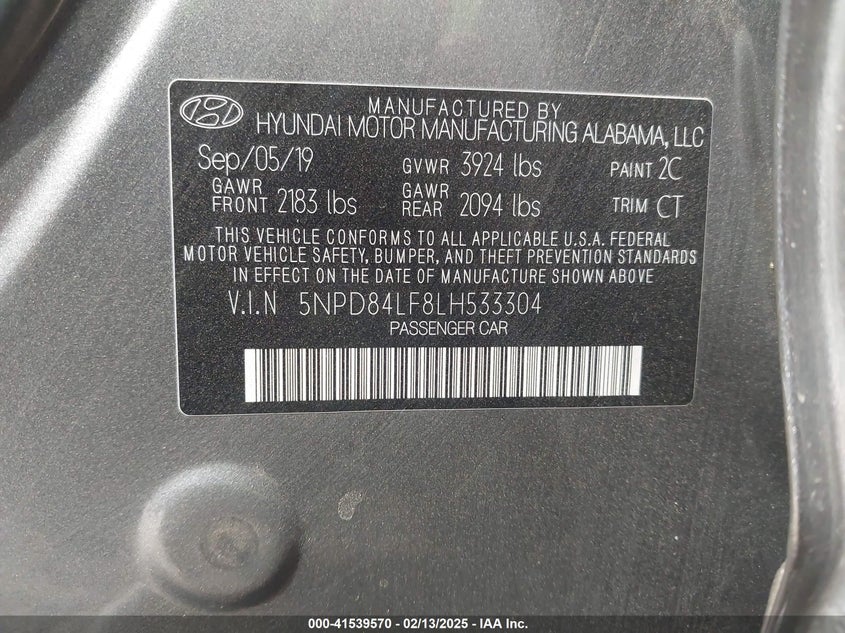 MANUFACTURED BY
HYUNDAI MOTOR MANUFACTURING ALABAMA, LLC
Sep/05/19 GVWR 3924 lbs PAINT 2C
GAWR FRONT 2183 lbs GAWR REAR 2094 lbs TRIM CT
THIS VEHICLE CONFORMS TO ALL APPLICABLE U.S.A. FEDERAL
MOTOR VEHICLE SAFETY, BUMPER, AND THEFT PREVENTION STANDARDS
IN EFFECT ON THE DATE OF MANUFACTURE SHOWN ABOVE
V.I.N 5NPD84LF8LH533304
PASSENGER CAR
000-41539570 - 02/13/2025 - IAA Inc.